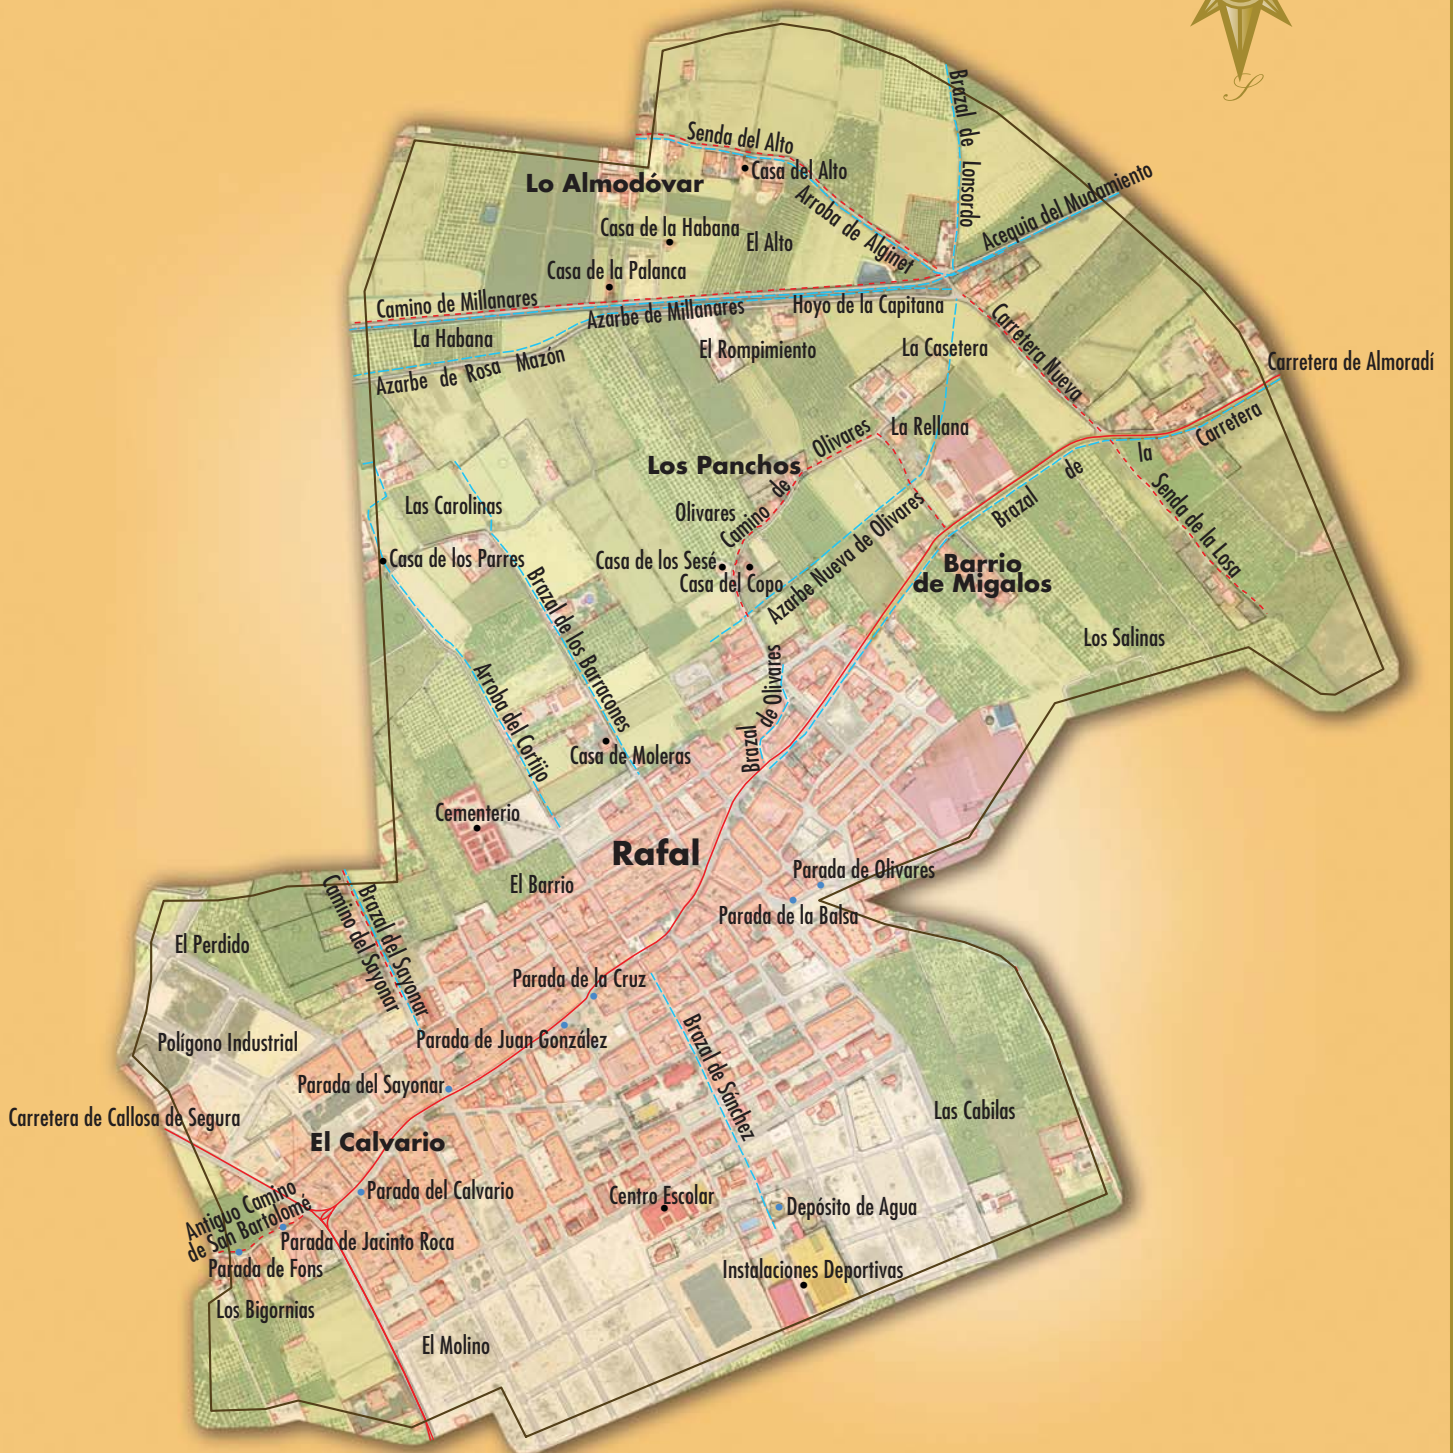 S
Brazal de Lonsordo
Senda del Alto
Casa del Alto
Lo Almodóvar
Acequia del Mudamiento
Arroba de Alginet
Casa de la Habana
El Alto
Casa de la Palanca
Camino de Millanares
Azarbe de Millanares
Hoyo de la Capitana
La Habana
El Rompimiento
La Casetera
Carretera Nueva
Carretera de Almoradí
Azarbe de Rosa Mazón
La Rellana
Brazal de la Carretera
Los Panchos
Camino de Olivares
Olivares
Las Carolinas
Senda de la Losa
Azarbe Nueva de Olivares
Casa de los Parres
Casa de los Sesé
Casa del Copo
Barrio
de Migalos
Brazal de los Barracones
Los Salinas
Arroba del Cortijo
Brazal de Olivares
Casa de Moleras
Cementerio
Rafal
Parada de Olivares
El Barrio
Parada de la Balsa
Brazal del Sayonar
Camino del Sayonar
El Perdido
Parada de la Cruz
Polígono Industrial
Parada de Juan González
Brazal de Sánchez
Parada del Sayonar
Carretera de Callosa de Segura
Las Cabilas
El Calvario
Parada del Calvario
Centro Escolar
Depósito de Agua
Antiguo Camino
de San Bartolomé
Parada de Jacinto Roca
Parada de Fons
Instalaciones Deportivas
Los Bigornias
El Molino